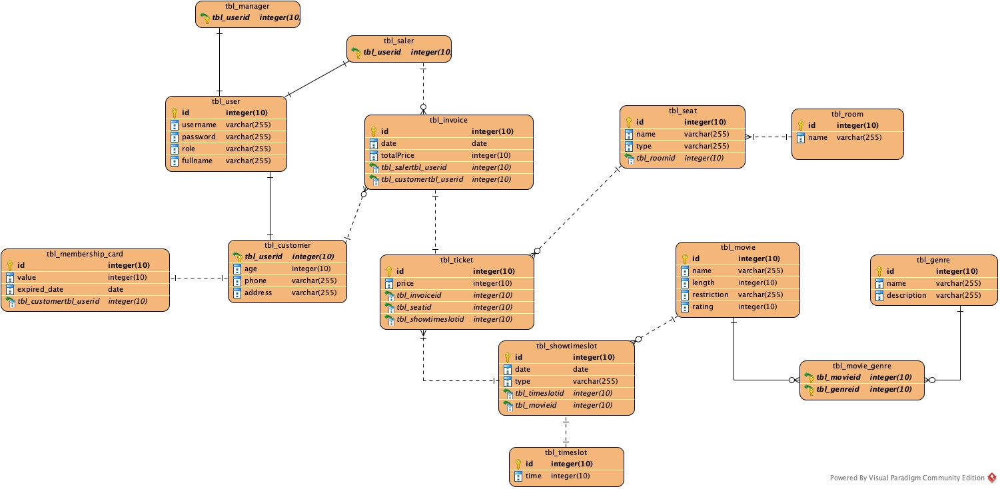 tbl_manager
tbl_userid integer(10)
tbl_saler
tbl_userid integer(10)
tbl_user
id integer(10)
username varchar(255)
password varchar(255)
role varchar(255)
fullname varchar(255)
tbl_invoice
id integer(10)
date date
totalPrice integer(10)
tbl_salertbl_userid integer(10)
tbl_customertbl_userid integer(10)
tbl_seat
id integer(10)
name varchar(255)
type varchar(255)
tbl_roomid integer(10)
tbl_room
id integer(10)
name varchar(255)
tbl_membership_card
id integer(10)
value integer(10)
expired_date date
tbl_customertbl_userid integer(10)
tbl_customer
tbl_userid integer(10)
age integer(10)
phone varchar(255)
address varchar(255)
tbl_ticket
id integer(10)
price integer(10)
tbl_invoiceid integer(10)
tbl_seatid integer(10)
tbl_showtimeslotid integer(10)
tbl_movie
id integer(10)
name varchar(255)
length integer(10)
restriction varchar(255)
rating integer(10)
tbl_genre
id integer(10)
name varchar(255)
description varchar(255)
tbl_showtimeslot
id integer(10)
date date
type varchar(255)
tbl_timeslotid integer(10)
tbl_movieid integer(10)
tbl_movie_genre
tbl_movieid integer(10)
tbl_genreid integer(10)
tbl_timeslot
id integer(10)
time integer(10)
Powered By Visual Paradigm Community Edition